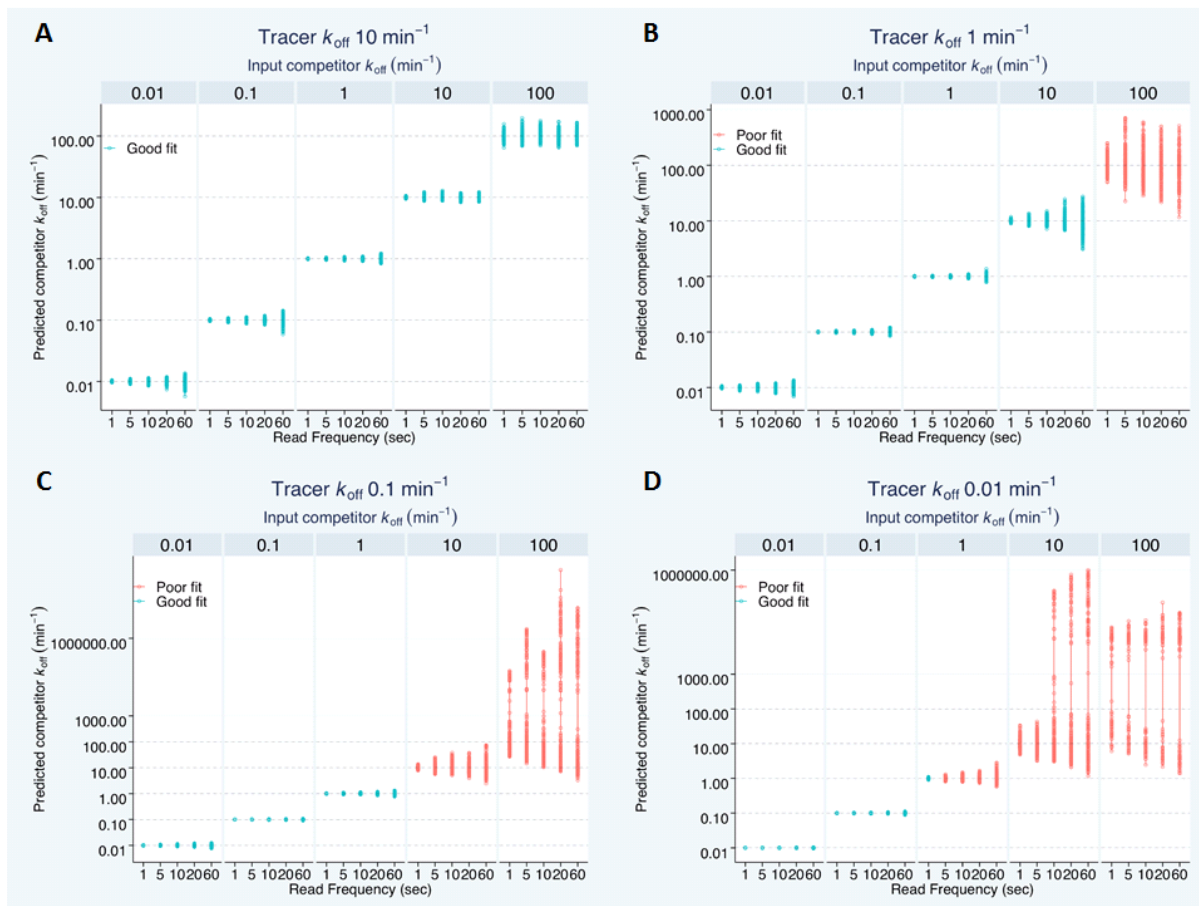 A
Tracer koff 10 min−1
Input competitor koff (min−1)
0.01 0.1 1 10 100
Good fit
Predicted competitor koff (min−1)
100.00
10.00
1.00
0.10
0.01
1 5 10 20 60 1 5 10 20 60 1 5 10 20 60 1 5 10 20 60 1 5 10 20 60
Read Frequency (sec)
B
Tracer koff 1 min−1
Input competitor koff (min−1)
0.01 0.1 1 10 100
Poor fit
Good fit
Predicted competitor koff (min−1)
1000.00
100.00
10.00
1.00
0.10
0.01
1 5 10 20 60 1 5 10 20 60 1 5 10 20 60 1 5 10 20 60 1 5 10 20 60
Read Frequency (sec)
C
Tracer koff 0.1 min−1
Input competitor koff (min−1)
0.01 0.1 1 10 100
Poor fit
Good fit
Predicted competitor koff (min−1)
1000000.00
1000.00
100.00
10.00
1.00
0.10
0.01
1 5 10 20 60 1 5 10 20 60 1 5 10 20 60 1 5 10 20 60 1 5 10 20 60
Read Frequency (sec)
D
Tracer koff 0.01 min−1
Input competitor koff (min−1)
0.01 0.1 1 10 100
Poor fit
Good fit
Predicted competitor koff (min−1)
1000000.00
1000.00
100.00
10.00
1.00
0.10
0.01
1 5 10 20 60 1 5 10 20 60 1 5 10 20 60 1 5 10 20 60 1 5 10 20 60
Read Frequency (sec)